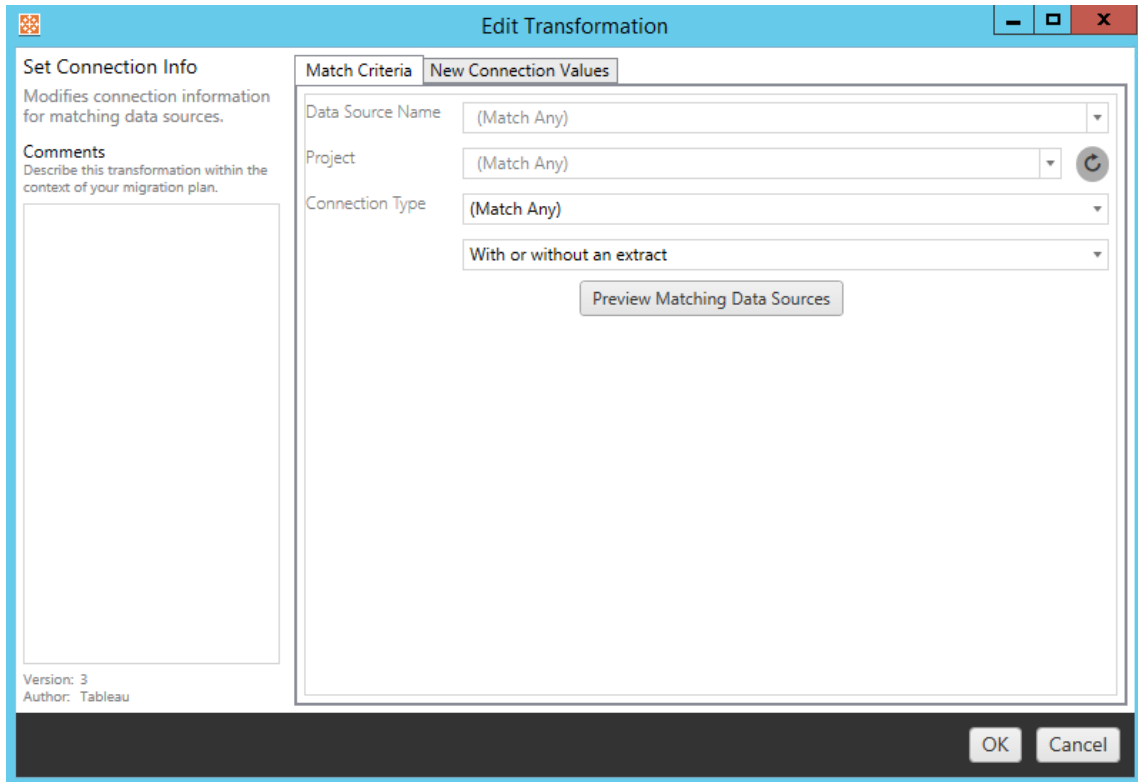 Edit Transformation
Set Connection Info
Modifies connection information
for matching data sources.
Comments
Describe this transformation within the
context of your migration plan.
Version: 3
Author: Tableau
Match Criteria
New Connection Values
Data Source Name
(Match Any)
Project
(Match Any)
Connection Type
(Match Any)
With or without an extract
Preview Matching Data Sources
OK
Cancel